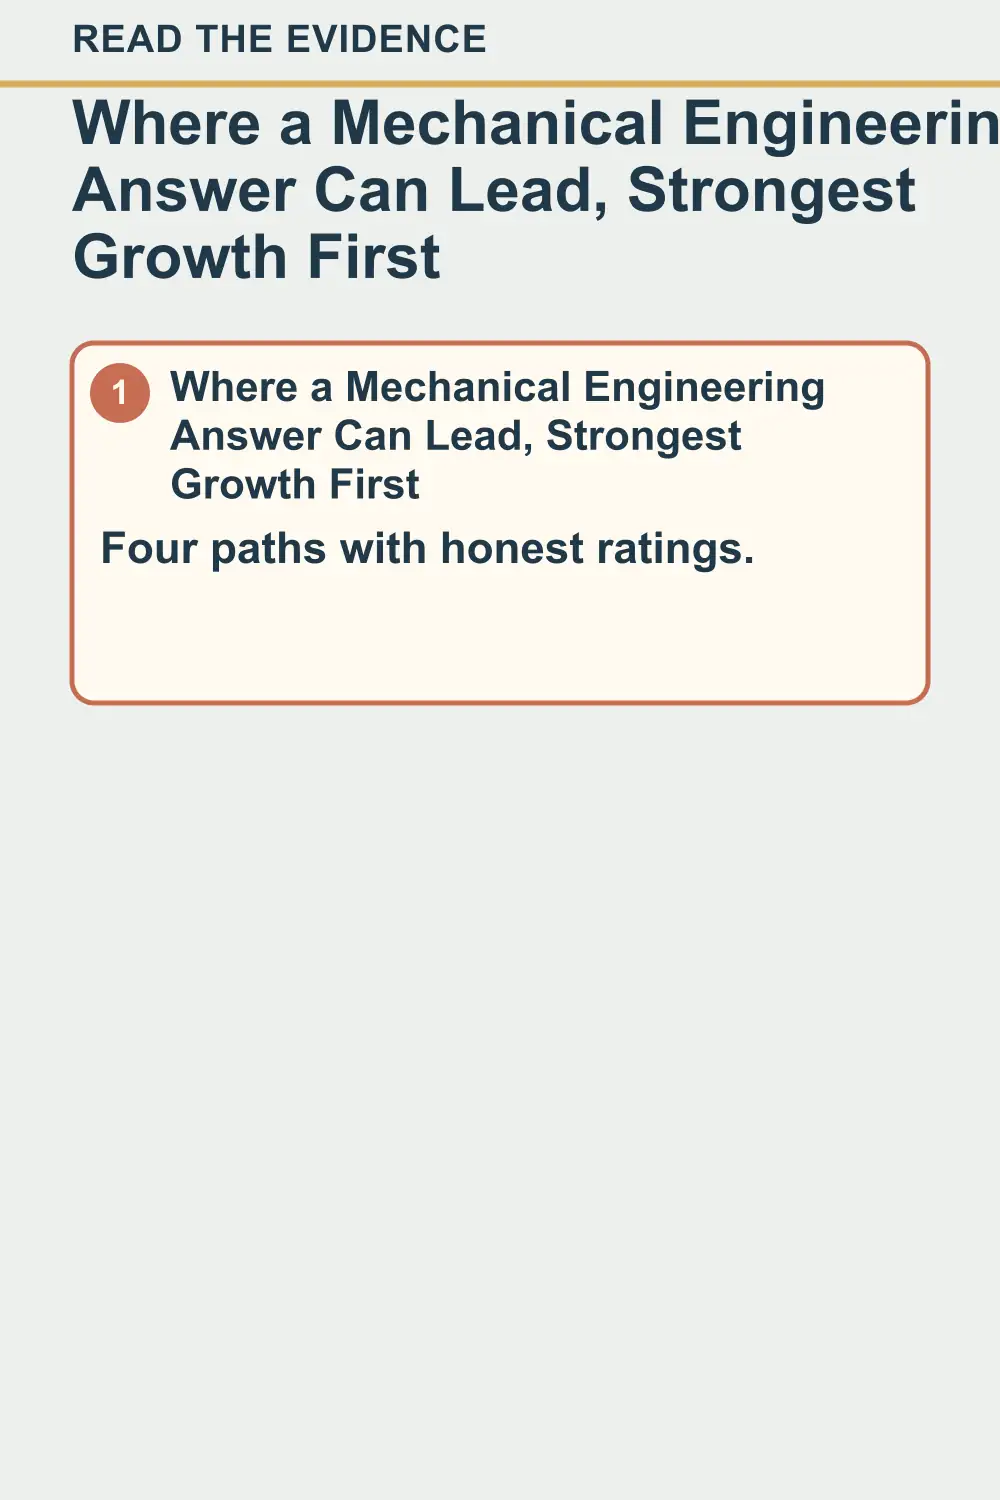 READ THE EVIDENCE
Where a Mechanical Engineerin
Answer Can Lead, Strongest
Growth First
1
Where a Mechanical Engineering
Answer Can Lead, Strongest
Growth First
Four paths with honest ratings.